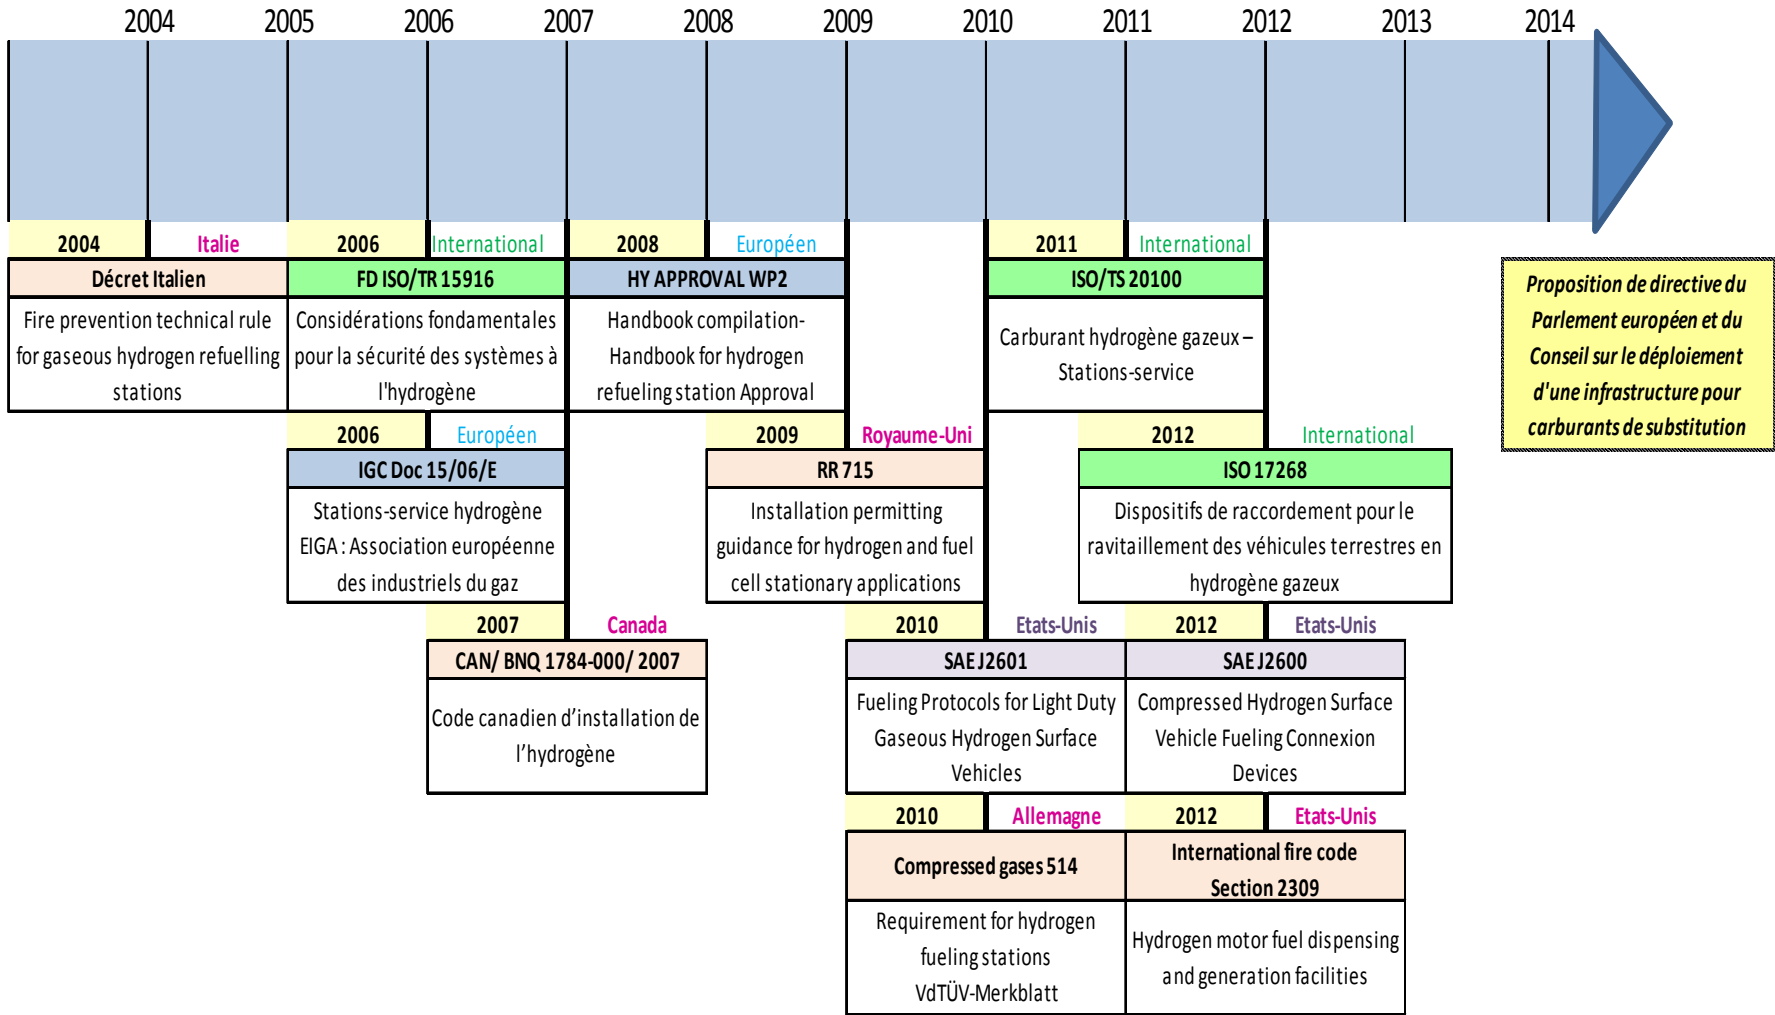 2004 2005 2006 2007 2008 2009 2010 2011 2012 2013 2014
2004 Italie
Décret Italien
Fire prevention technical rule
for gaseous hydrogen refuelling
stations
2006 International
FD ISO/TR 15916
Considérations fondamentales
pour la sécurité des systèmes à
l'hydrogène
2008 Européen
HY APPROVAL WP2
Handbook compilation-
Handbook for hydrogen
refueling station Approval
2011 International
ISO/TS 20100
Carburant hydrogène gazeux –
Stations-service
Proposition de directive du
Parlement européen et du
Conseil sur le déploiement
d'une infrastructure pour
carburants de substitution
2006 Européen
IGC Doc 15/06/E
Stations-service hydrogène
EIGA : Association européenne
des industriels du gaz
2009 Royaume-Uni
RR 715
Installation permitting
guidance for hydrogen and fuel
cell stationary applications
2012 International
ISO 17268
Dispositifs de raccordement pour le
ravitaillement des véhicules terrestres en
hydrogène gazeux
2007 Canada
CAN/ BNQ 1784-000/ 2007
Code canadien d’installation de
l’hydrogène
2010 Etats-Unis
SAE J2601
Fueling Protocols for Light Duty
Gaseous Hydrogen Surface
Vehicles
2012 Etats-Unis
SAE J2600
Compressed Hydrogen Surface
Vehicle Fueling Connexion
Devices
2010 Allemagne
Compressed gases 514
Requirement for hydrogen
fueling stations
VdTÜV-Merkblatt
2012 Etats-Unis
International fire code
Section 2309
Hydrogen motor fuel dispensing
and generation facilities